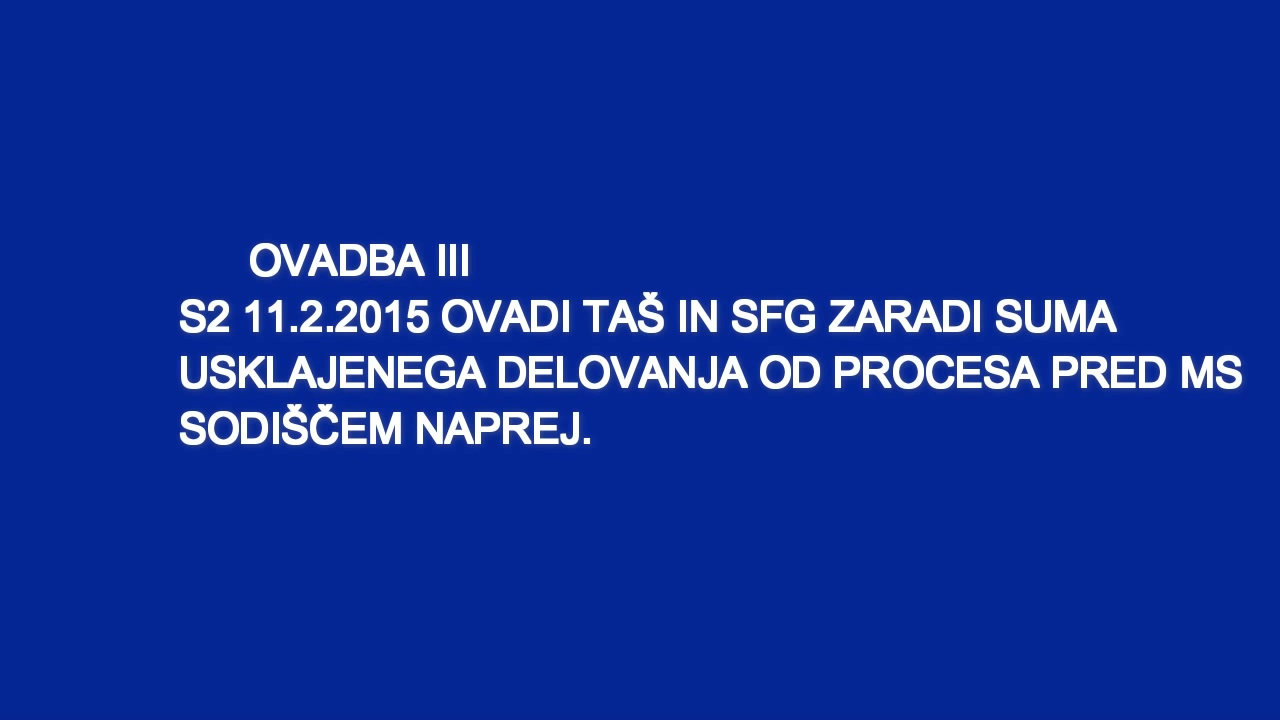 OVADBA III
S2 11.2.2015 OVADI TAŠ IN SFG ZARADI SUMA
USKLAJENEGA DELOVANJA OD PROCESA PRED MS
SODIŠČEM NAPREJ.